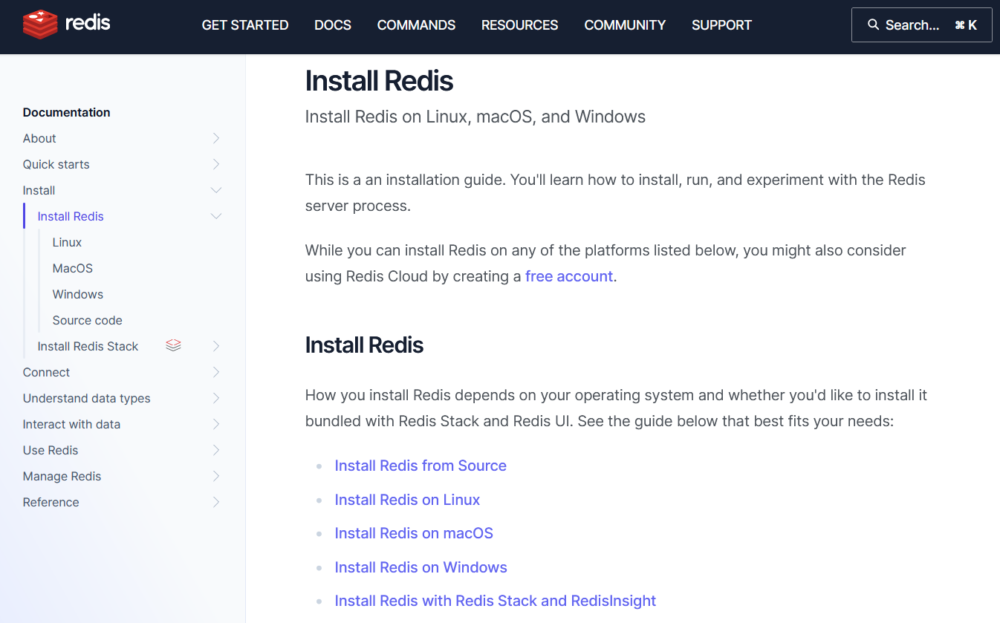 redis
GET STARTED
DOCS
COMMANDS
RESOURCES
COMMUNITY
SUPPORT
Search... ⌘ K
Documentation
About
Quick starts
Install
Install Redis
Linux
MacOS
Windows
Source code
Install Redis Stack
Connect
Understand data types
Interact with data
Use Redis
Manage Redis
Reference
Install Redis
Install Redis on Linux, macOS, and Windows
This is a an installation guide. You'll learn how to install, run, and experiment with the Redis
server process.
While you can install Redis on any of the platforms listed below, you might also consider
using Redis Cloud by creating a free account.
Install Redis
How you install Redis depends on your operating system and whether you'd like to install it
bundled with Redis Stack and Redis UI. See the guide below that best fits your needs:
Install Redis from Source
Install Redis on Linux
Install Redis on macOS
Install Redis on Windows
Install Redis with Redis Stack and RedisInsight